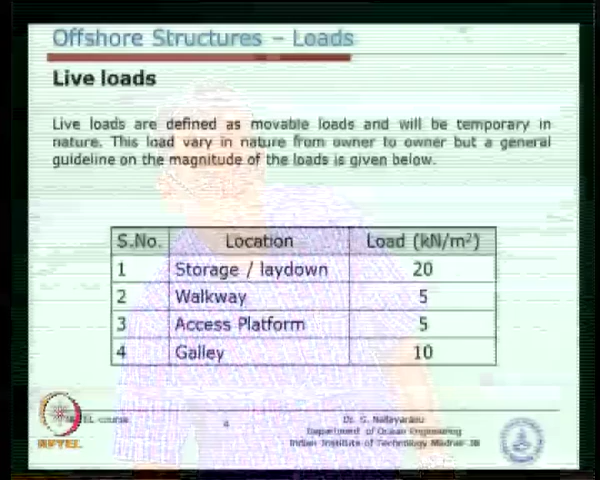 Offshore Structures – Loads
Live loads
Live loads are defined as movable loads and will be temporary in
nature. This load vary in nature from owner to owner but a general
guideline on the magnitude of the loads is given below.
S.No. Location Load (kN/m²)
1 Storage / laydown 20
2 Walkway 5
3 Access Platform 5
4 Galley 10
course
4
Dr. S. Nallayarasu
Department of Ocean Engineering
Indian Institute of Technology Madras-36
NPTEL